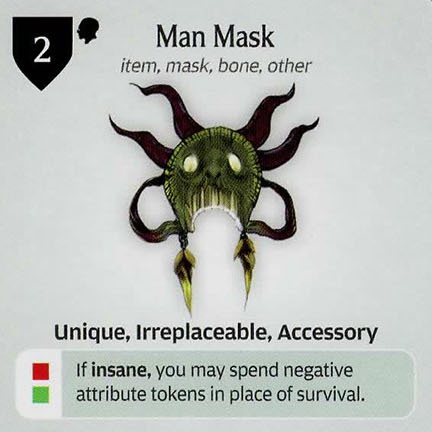 2
Man Mask
item, mask, bone, other
Unique, Irreplaceable, Accessory
If insane, you may spend negative
attribute tokens in place of survival.